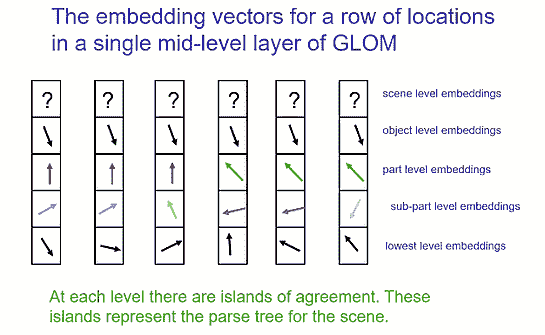 The embedding vectors for a row of locations
in a single mid-level layer of GLOM
? ? ? ? ? ? scene level embeddings
object level embeddings
part level embeddings
sub-part level embeddings
lowest level embeddings
At each level there are islands of agreement. These
islands represent the parse tree for the scene.